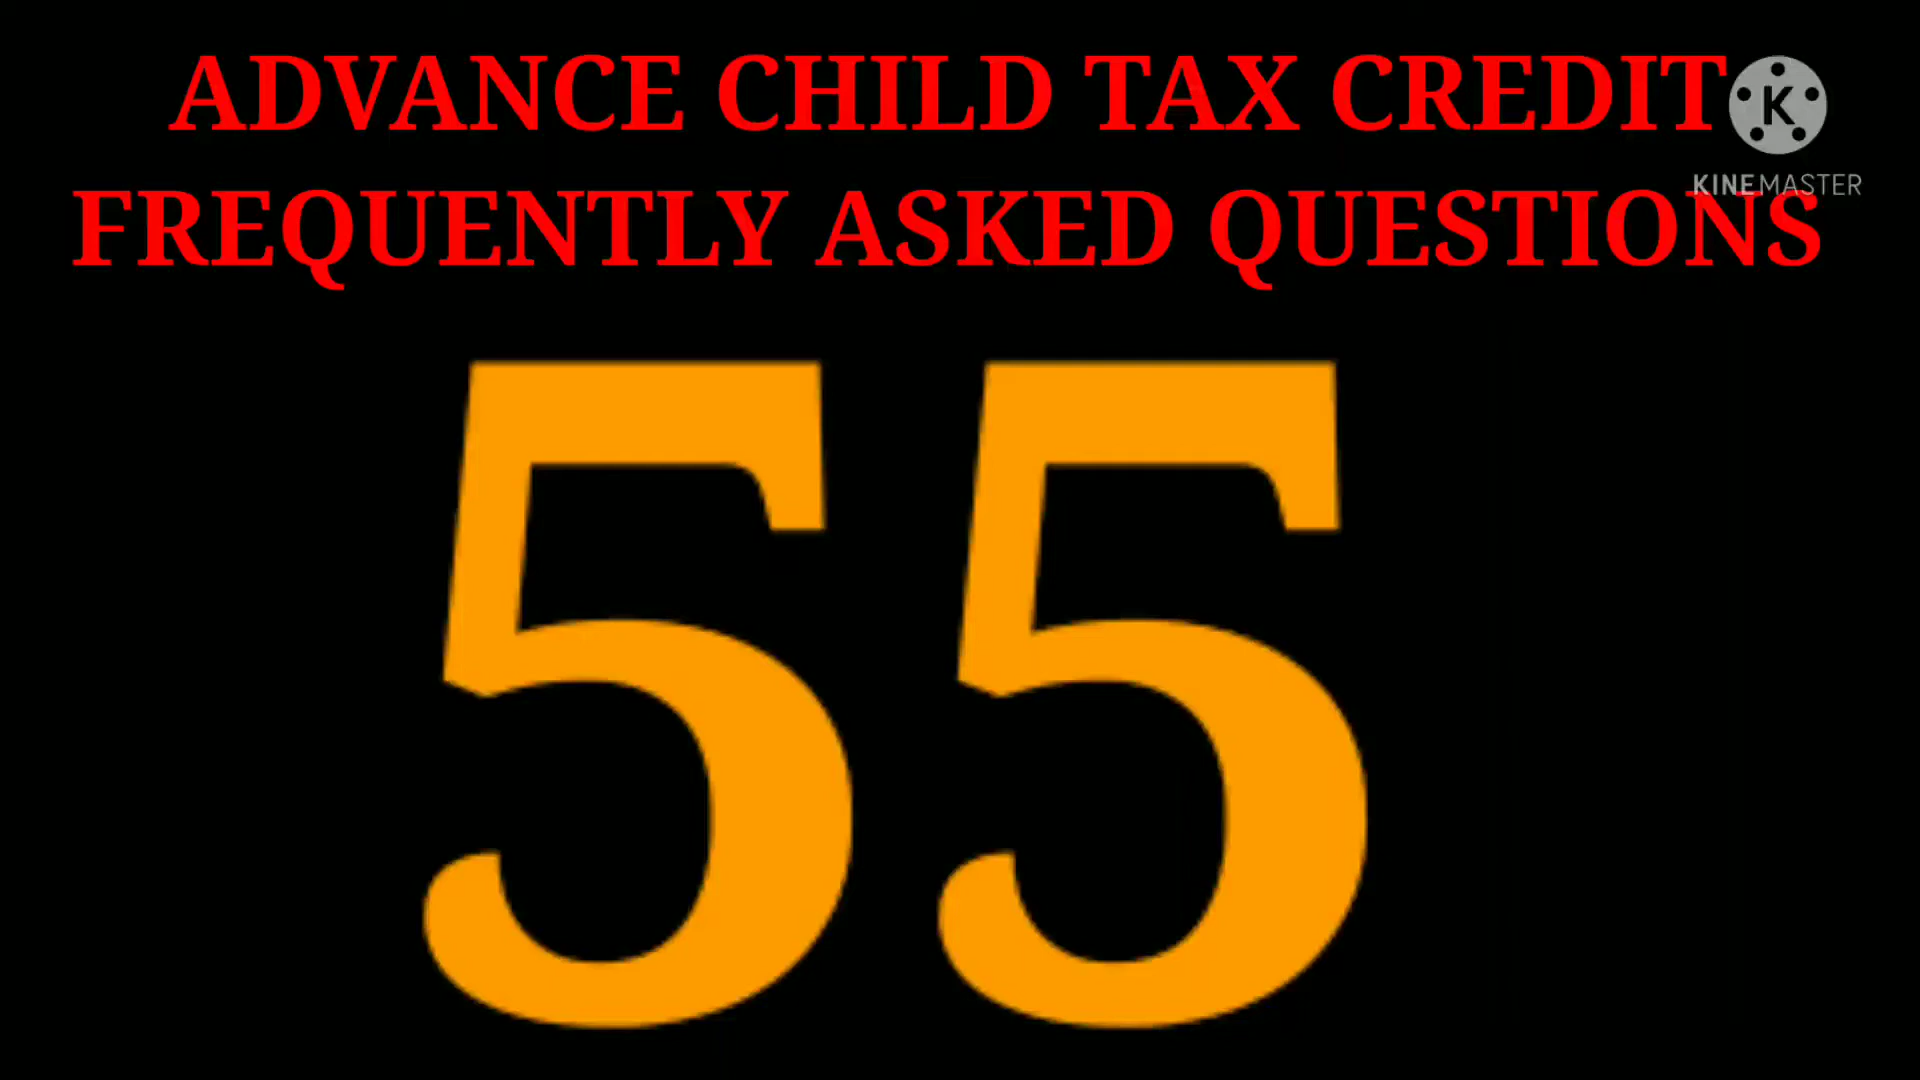 ADVANCE CHILD TAX CREDIT
K
KINEMASTER
FREQUENTLY ASKED QUESTIONS
55